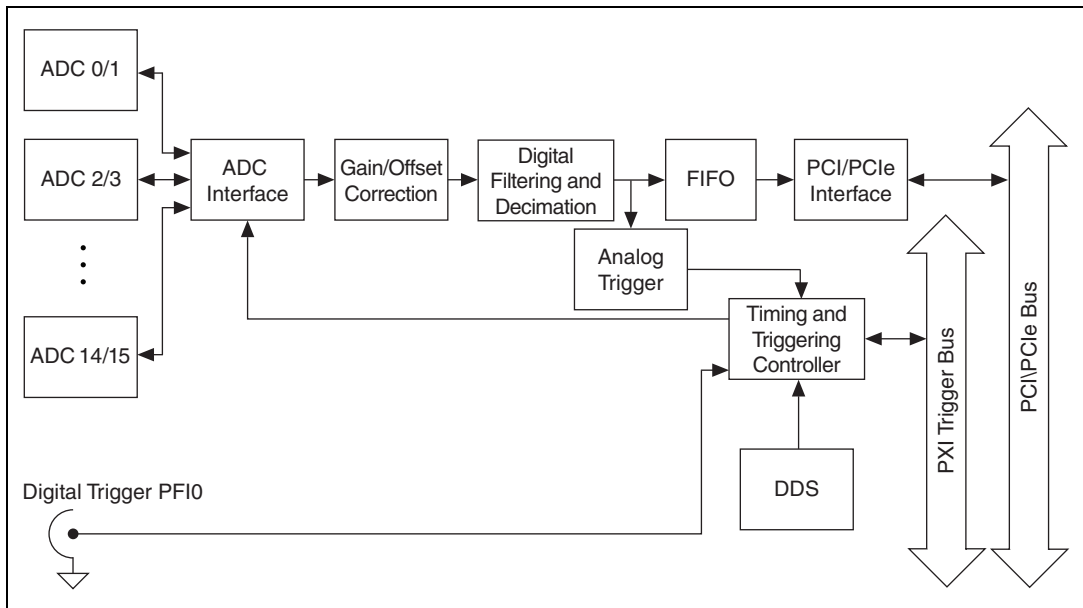 ADC 0/1
ADC 2/3
ADC 14/15
ADC
Interface
Gain/Offset
Correction
Digital
Filtering and
Decimation
FIFO
PCI/PCIe
Interface
Analog
Trigger
Timing and
Triggering
Controller
DDS
PXI Trigger Bus
PCI\PCIe Bus
Digital Trigger PFI0